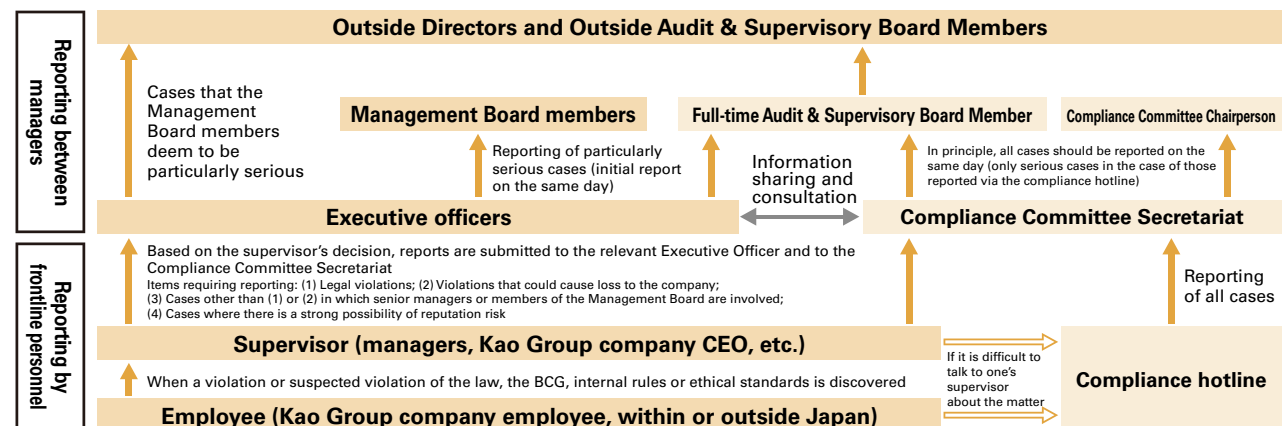 Reporting between
managers
Outside Directors and Outside Audit & Supervisory Board Members
Cases that the
Management
Board members
deem to be
particularly serious
Management Board members
Full-time Audit & Supervisory Board Member
Compliance Committee Chairperson
Reporting of particularly
serious cases (initial report
on the same day)
Information
sharing and
consultation
In principle, all cases should be reported on the
same day (only serious cases in the case of those
reported via the compliance hotline)
Executive officers
Compliance Committee Secretariat
Reporting by
frontline personnel
Based on the supervisor’s decision, reports are submitted to the relevant Executive Officer and to the
Compliance Committee Secretariat
Items requiring reporting: (1) Legal violations; (2) Violations that could cause loss to the company;
(3) Cases other than (1) or (2) in which senior managers or members of the Management Board are involved;
(4) Cases where there is a strong possibility of reputation risk
Reporting
of all cases
Supervisor (managers, Kao Group company CEO, etc.)
If it is difficult to
talk to one’s
supervisor
about the matter
Compliance hotline
When a violation or suspected violation of the law, the BCG, internal rules or ethical standards is discovered
Employee (Kao Group company employee, within or outside Japan)